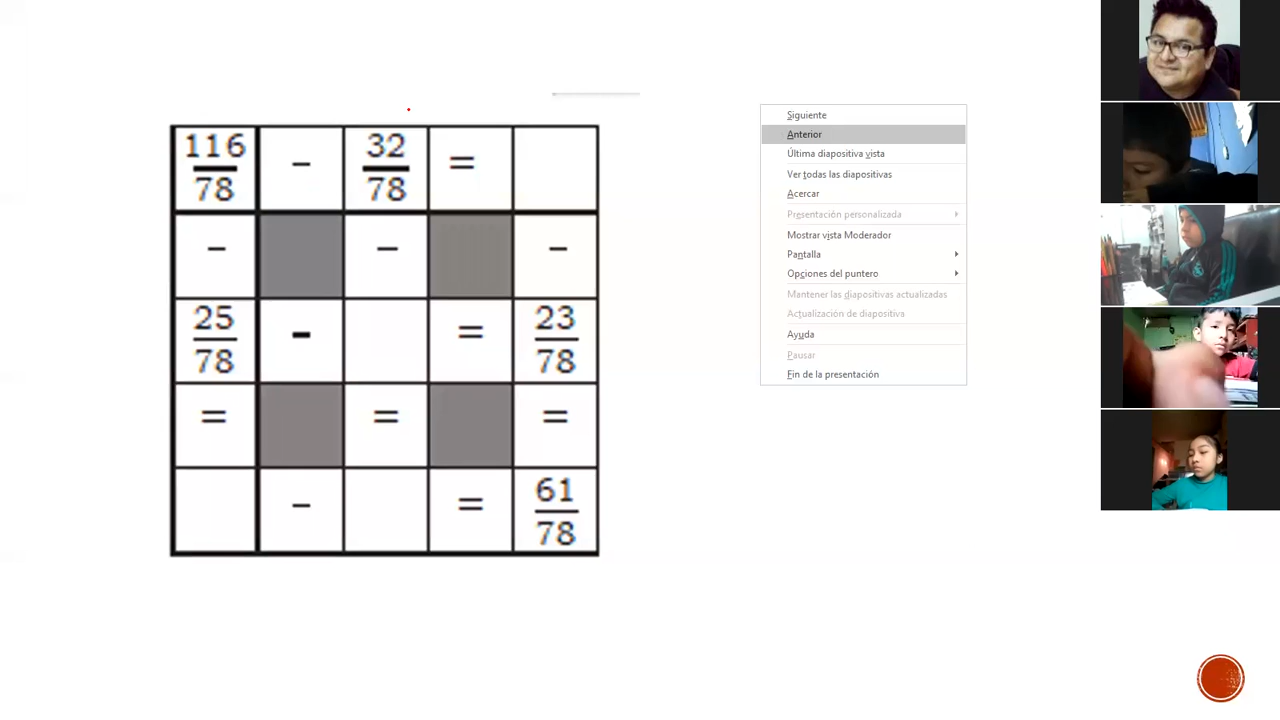 116/78 - 32/78 =
- - -
25/78 - = 23/78
= = =
- = 61/78
Siguiente
Anterior
Última diapositiva vista
Ver todas las diapositivas
Acercar
Presentación personalizada
Mostrar vista Moderador
Pantalla
Opciones del puntero
Mantener las diapositivas actualizadas
Actualización de diapositiva
Ayuda
Pausar
Fin de la presentación